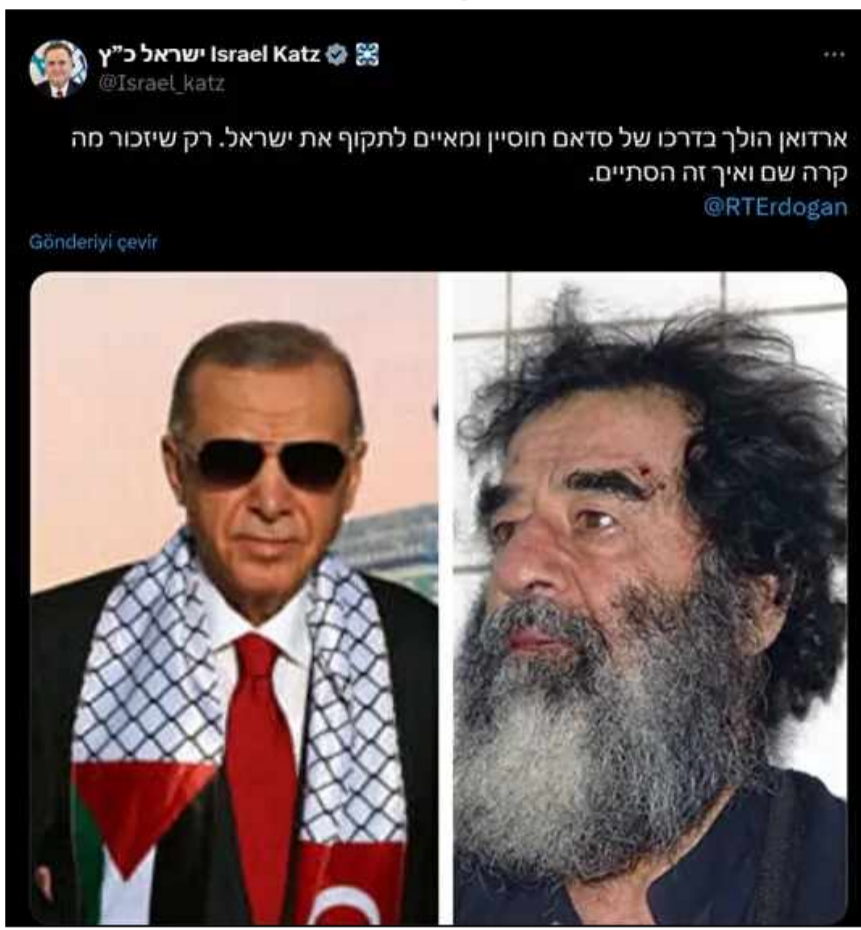 ישראל כ”ץ Israel Katz
@Israel_katz
ארדואן הולך בדרכו של סדאם חוסיין ומאיים לתקוף את ישראל. רק שיזכור מה
קרה שם ואיך זה הסתיים.
@RTErdogan
Gönderiyi çevir